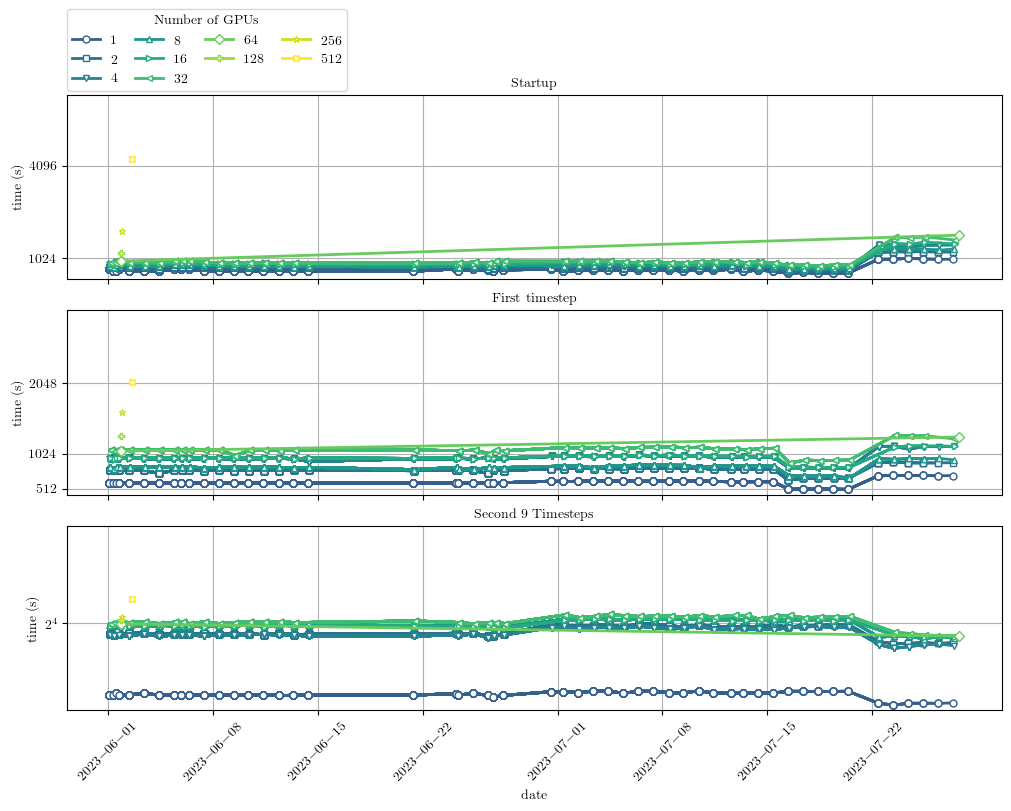 Number of GPUs
1 8 64 256
2 16 128 512
4 32
Startup
time (s)
4096
1024
First timestep
time (s)
2048
1024
512
Second 9 Timesteps
time (s)
2⁴
2023−06−01 2023−06−08 2023−06−15 2023−06−22 2023−07−01 2023−07−08 2023−07−15 2023−07−22
date